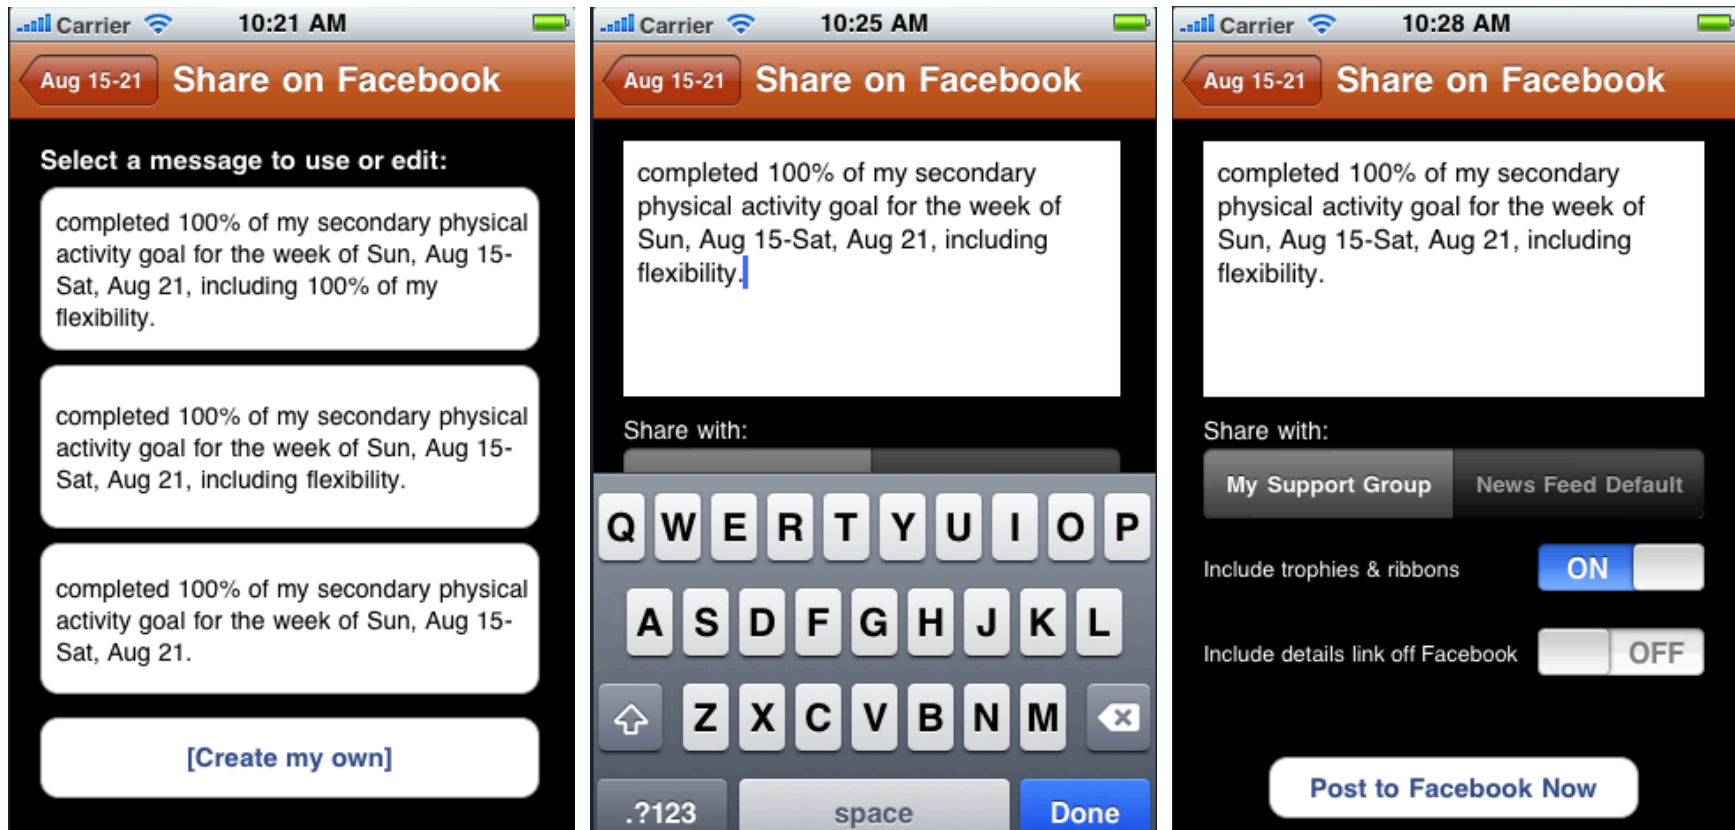 Carrier 10:21 AM
Aug 15-21 Share on Facebook
Select a message to use or edit:
completed 100% of my secondary physical
activity goal for the week of Sun, Aug 15-
Sat, Aug 21, including 100% of my
flexibility.
completed 100% of my secondary physical
activity goal for the week of Sun, Aug 15-
Sat, Aug 21, including flexibility.
completed 100% of my secondary physical
activity goal for the week of Sun, Aug 15-
Sat, Aug 21.
[Create my own]
Carrier 10:25 AM
Aug 15-21 Share on Facebook
completed 100% of my secondary
physical activity goal for the week of
Sun, Aug 15-Sat, Aug 21, including
flexibility.
Share with:
Q W E R T Y U I O P
A S D F G H J K L
Z X C V B N M
.?123 space Done
Carrier 10:28 AM
Aug 15-21 Share on Facebook
completed 100% of my secondary
physical activity goal for the week of
Sun, Aug 15-Sat, Aug 21, including
flexibility.
Share with:
My Support Group News Feed Default
Include trophies & ribbons ON
Include details link off Facebook OFF
Post to Facebook Now